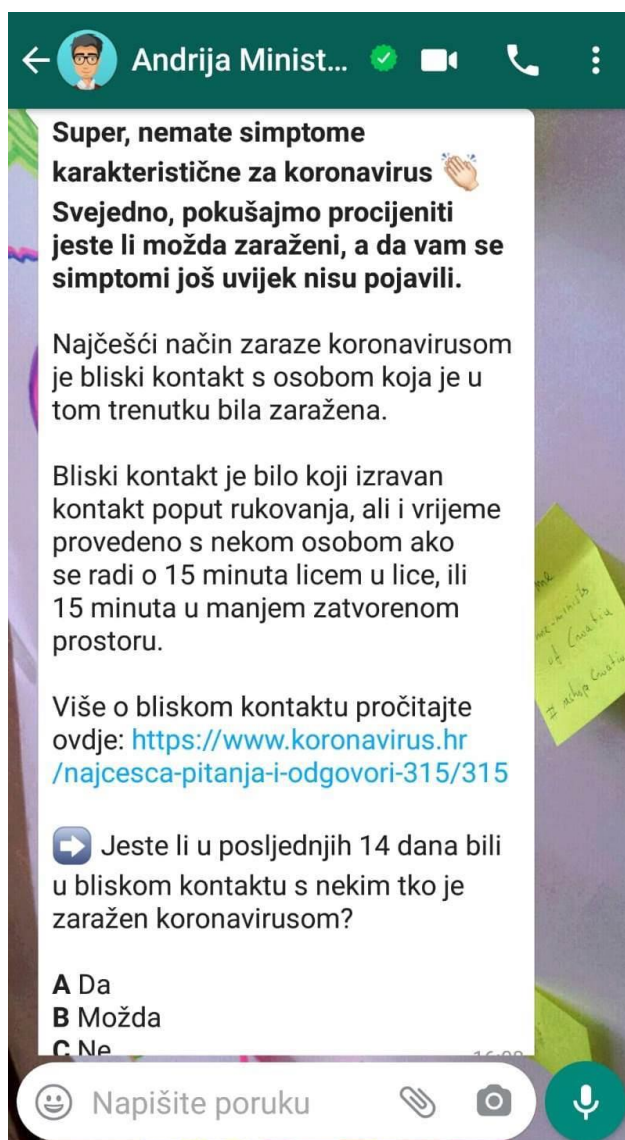 Andrija Minist...
Super, nemate simptome
karakteristične za koronavirus 👏🏻
Svejedno, pokušajmo procijeniti
jeste li možda zaraženi, a da vam se
simptomi još uvijek nisu pojavili.
Najčešći način zaraze koronavirusom
je bliski kontakt s osobom koja je u
tom trenutku bila zaražena.
Bliski kontakt je bilo koji izravan
kontakt poput rukovanja, ali i vrijeme
provedeno s nekom osobom ako
se radi o 15 minuta licem u lice, ili
15 minuta u manjem zatvorenom
prostoru.
Više o bliskom kontaktu pročitajte
ovdje: https://www.koronavirus.hr
/najcesca-pitanja-i-odgovori-315/315
➡️ Jeste li u posljednjih 14 dana bili
u bliskom kontaktu s nekim tko je
zaražen koronavirusom?
A Da
B Možda
C Ne
of Croatia
Napišite poruku